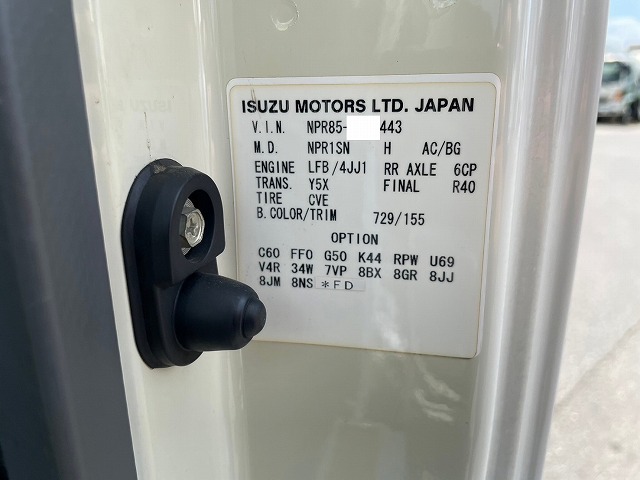 ISUZU MOTORS LTD. JAPAN
V.I.N. NPR85- 443
M.D. NPR1SN H AC/BG
ENGINE LFB/4JJ1 RR AXLE 6CP
TRANS. Y5X FINAL R40
TIRE CVE
B.COLOR/TRIM 729/155
OPTION
C60 FF0 G50 K44 RPW U69
V4R 34W 7VP 8BX 8GR 8JJ
8JM 8NS *FD